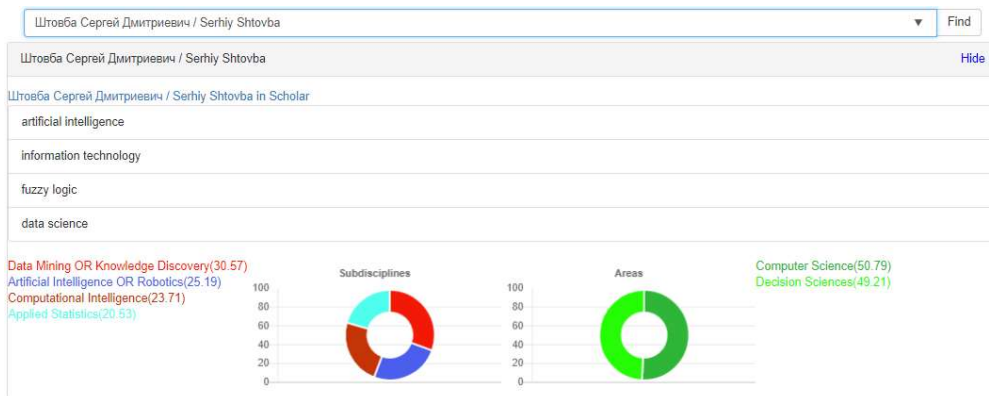 Штовба Сергей Дмитриевич / Serhiy Shtovba
Find
Штовба Сергей Дмитриевич / Serhiy Shtovba
Hide
Штовба Сергей Дмитриевич / Serhiy Shtovba in Scholar
artificial intelligence
information technology
fuzzy logic
data science
Data Mining OR Knowledge Discovery(30.57)
Artificial Intelligence OR Robotics(25.19)
Computational Intelligence(23.71)
Applied Statistics(20.53)
Subdisciplines
100
80
60
40
20
0
Areas
100
80
60
40
20
0
Computer Science(50.79)
Decision Sciences(49.21)